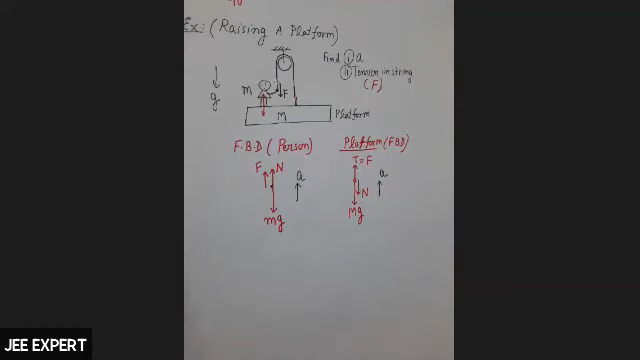 Ex: (Raising A Platform)
Find (i) a
(ii) Tension in string
(F)
g
m
F
M
Platform
F.B.D (Person)
Platform (FBD)
F N
a
mg
T = F
a
N
Mg
JEE EXPERT